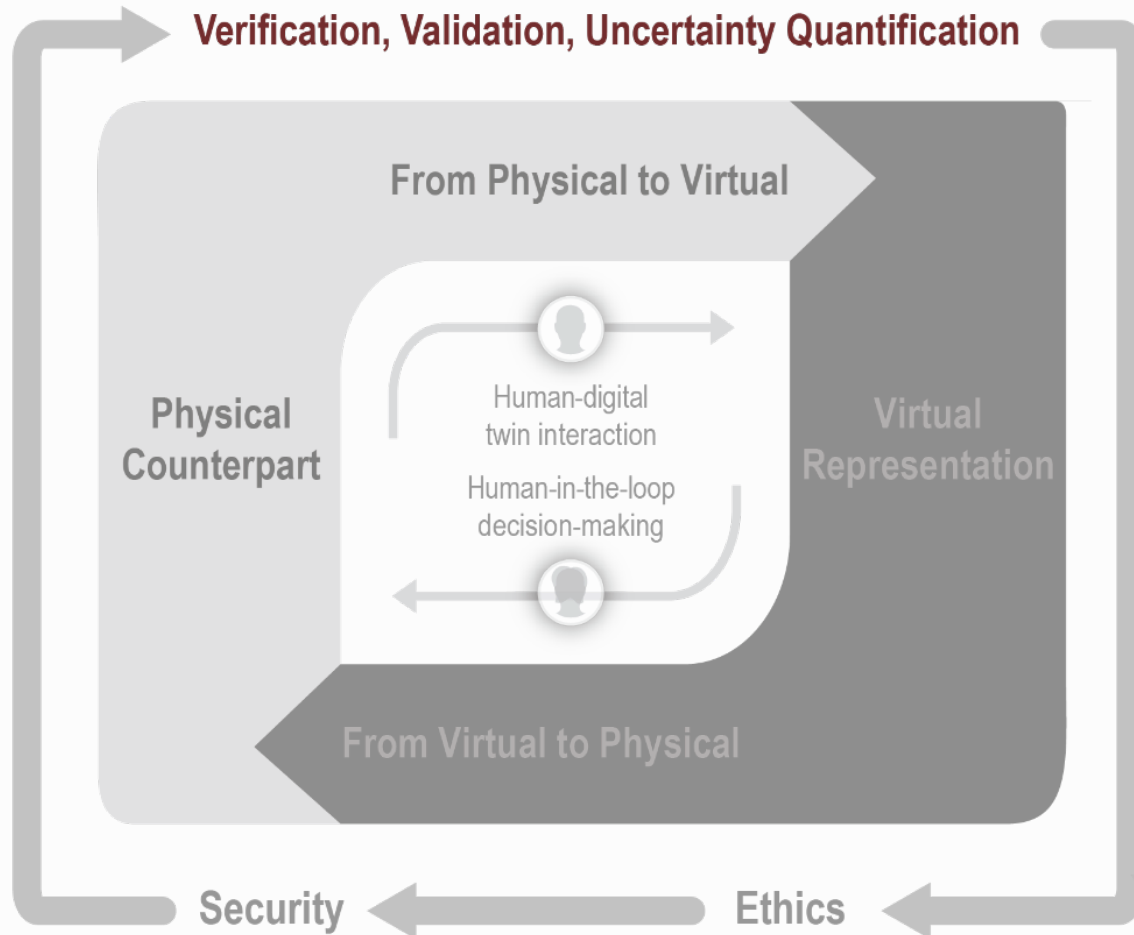 Verification, Validation, Uncertainty Quantification
From Physical to Virtual
Human-digital
twin interaction
Physical
Counterpart
Virtual
Representation
Human-in-the-loop
decision-making
From Virtual to Physical
Security
Ethics